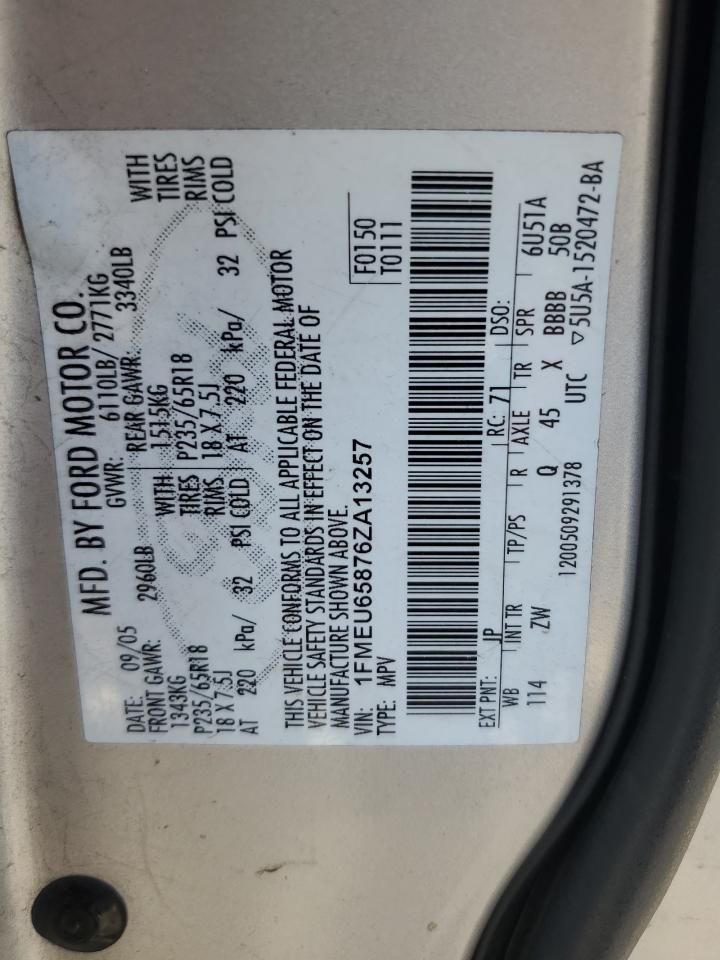 MFD. BY FORD MOTOR CO.
DATE: 09/05 GVWR: 6110LB/2771KG
FRONT GAWR: 2960LB REAR GAWR: 3340LB
1343KG WITH 1515KG WITH
P235/65R18 TIRES P235/65R18 TIRES
18 X 7.5J RIMS 18 X 7.5J RIMS
AT 220 kPa/ 32 PSI COLD AT 220 kPa/ 32 PSI COLD
THIS VEHICLE CONFORMS TO ALL APPLICABLE FEDERAL MOTOR
VEHICLE SAFETY STANDARDS IN EFFECT ON THE DATE OF
MANUFACTURE SHOWN ABOVE.
VIN: 1FMEU65876ZA13257
TYPE: MPV
F0150
T0111
EXT PNT: JP RC: 71 DSO:
WB INT TR TP/PS R AXLE TR SPR 6U51A
114 ZW Q 45 X BBBB 50B
1200509291378 UTC ▽5U5A-1520472-BA